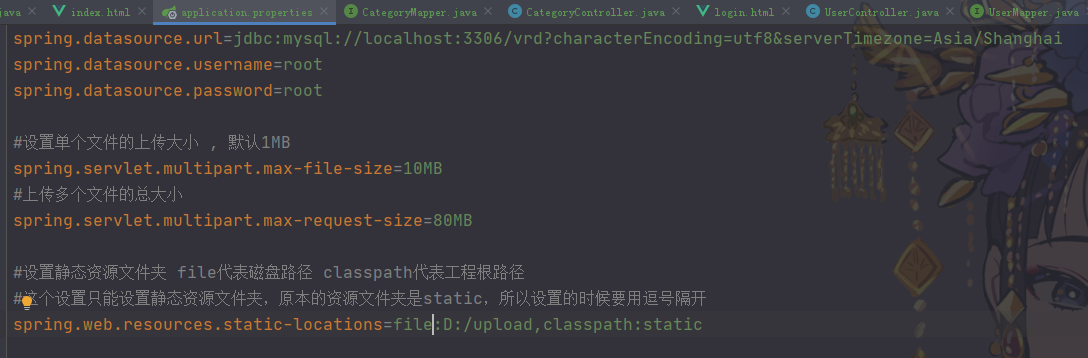 java
index.html
application.properties
CategoryMapper.java
CategoryController.java
login.html
UserController.java
UserMapper.java
spring.datasource.url=jdbc:mysql://localhost:3306/vrd?characterEncoding=utf8&serverTimezone=Asia/Shanghai
spring.datasource.username=root
spring.datasource.password=root
#设置单个文件的上传大小 , 默认1MB
spring.servlet.multipart.max-file-size=10MB
#上传多个文件的总大小
spring.servlet.multipart.max-request-size=80MB
#设置静态资源文件夹 file代表磁盘路径 classpath代表工程根路径
#这个设置只能设置静态资源文件夹，原本的资源文件夹是static，所以设置的时候要用逗号隔开
spring.web.resources.static-locations=file:D:/upload,classpath:static